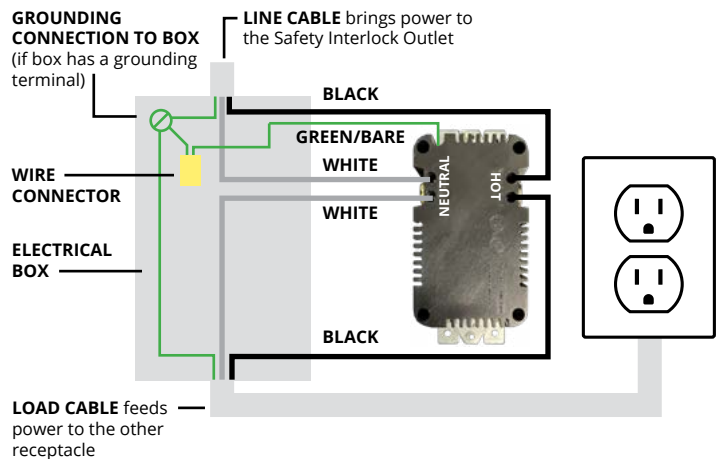 GROUNDING
CONNECTION TO BOX
(if box has a grounding
terminal)
LINE CABLE brings power to
the Safety Interlock Outlet
BLACK
GREEN/BARE
WHITE
NEUTRAL
HOT
WIRE
CONNECTOR
WHITE
ELECTRICAL
BOX
BLACK
LOAD CABLE feeds
power to the other
receptacle